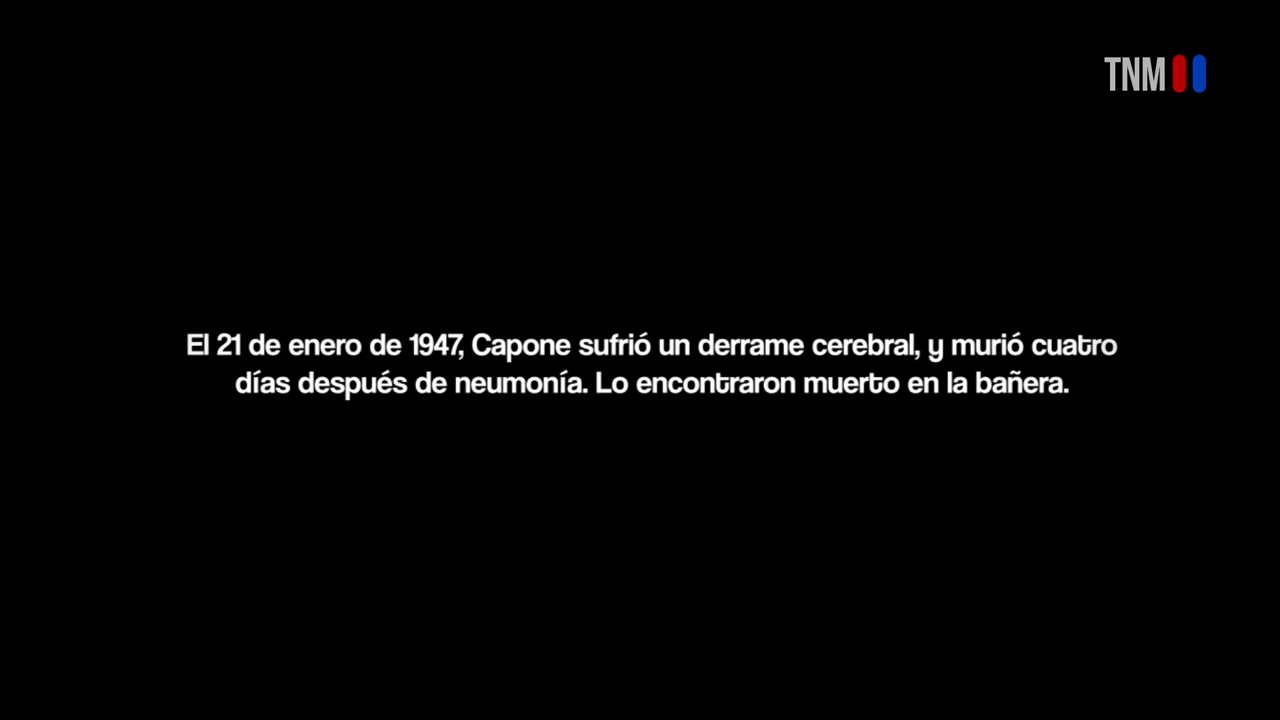 TNM
El 21 de enero de 1947, Capone sufrió un derrame cerebral, y murió cuatro
días después de neumonía. Lo encontraron muerto en la bañera.